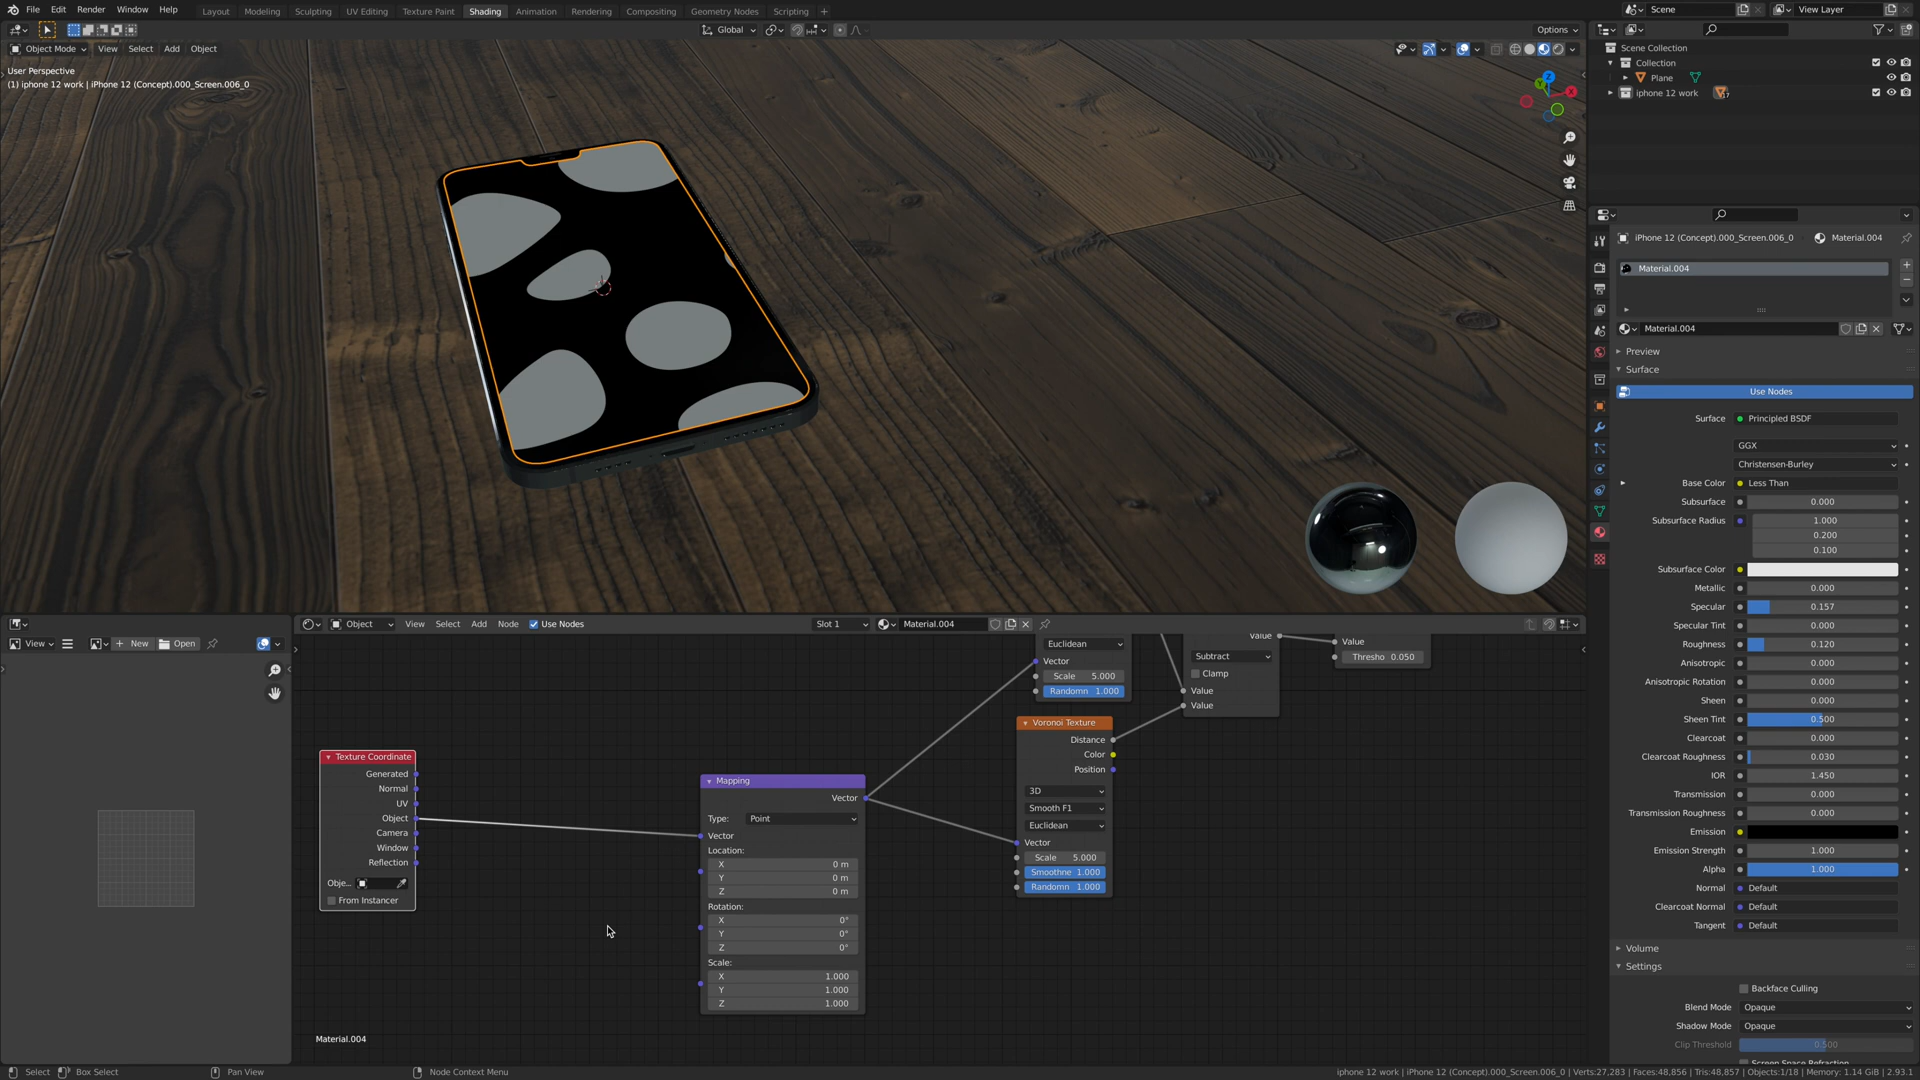 File Edit Render Window Help Layout Modeling Sculpting UV Editing Texture Paint Shading Animation Rendering Compositing Geometry Nodes Scripting + Scene View Layer
Global Options
Object Mode View Select Add Object
User Perspective
(1) iphone 12 work | iPhone 12 (Concept).000_Screen.006_0
Z
X
Y
Scene Collection
Collection
Plane
iphone 12 work
17
iPhone 12 (Concept).000_Screen.006_0 Material.004
Material.004
Material.004
Preview
Surface
Use Nodes
Surface Principled BSDF
GGX
Christensen-Burley
Base Color Less Than
Subsurface 0.000
Subsurface Radius 1.000
0.200
0.100
Subsurface Color
Metallic 0.000
Specular 0.157
Specular Tint 0.000
Roughness 0.120
Anisotropic 0.000
Anisotropic Rotation 0.000
Sheen 0.000
Sheen Tint 0.500
Clearcoat 0.000
Clearcoat Roughness 0.030
IOR 1.450
Transmission 0.000
Transmission Roughness 0.000
Emission
Emission Strength 1.000
Alpha 1.000
Normal Default
Clearcoat Normal Default
Tangent Default
Volume
Settings
Backface Culling
Blend Mode Opaque
Shadow Mode Opaque
Clip Threshold 0.500
Screen Space Refraction
View New Open
Object View Select Add Node Use Nodes Slot 1 Material.004
Euclidean
Vector
Scale 5.000
Randomn 1.000
Value
Subtract
Clamp
Value
Value
Value
Thresho 0.050
Voronoi Texture
Distance
Color
Position
3D
Smooth F1
Euclidean
Vector
Scale 5.000
Smoothne 1.000
Randomn 1.000
Texture Coordinate
Generated
Normal
UV
Object
Camera
Window
Reflection
Obje...
From Instancer
Mapping
Vector
Type: Point
Vector
Location:
X 0 m
Y 0 m
Z 0 m
Rotation:
X 0°
Y 0°
Z 0°
Scale:
X 1.000
Y 1.000
Z 1.000
Material.004
Select Box Select Pan View Node Context Menu iphone 12 work | iPhone 12 (Concept).000_Screen.006_0 | Verts:27,283 | Faces:48,856 | Tris:48,857 | Objects:1/18 | Memory: 1.14 GiB | 2.93.1